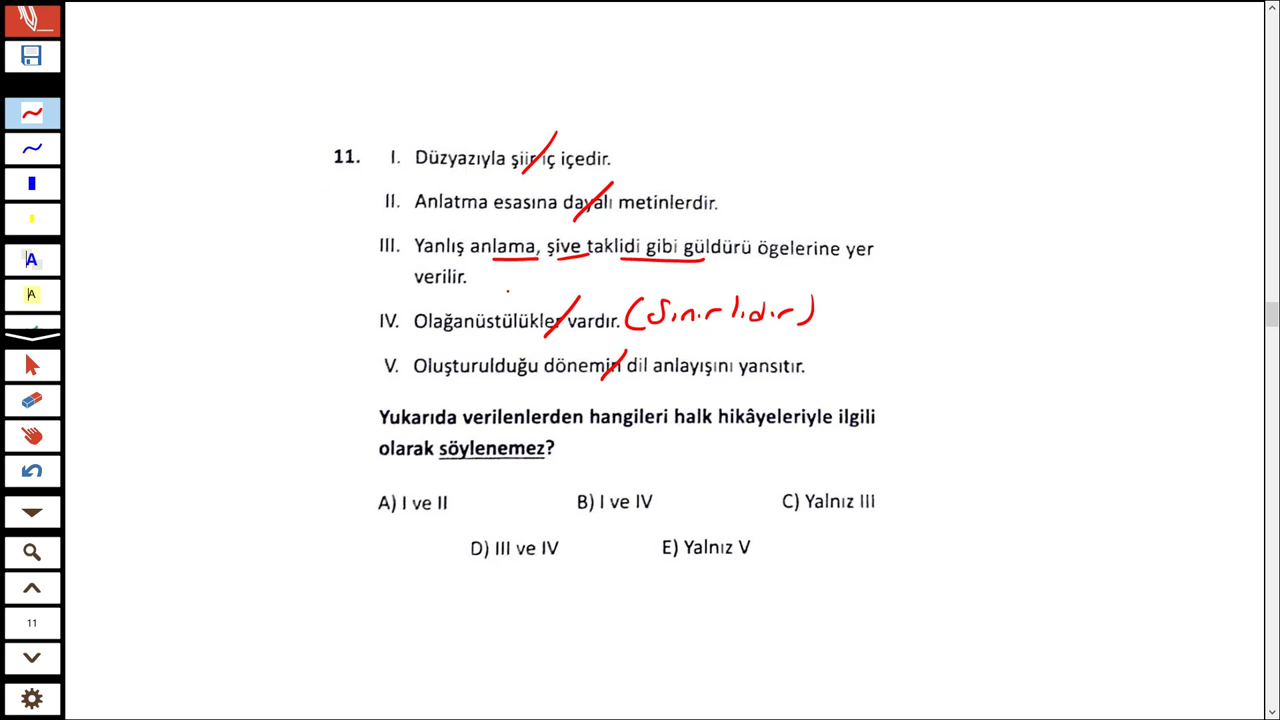 11. I. Düzyazıyla şiir iç içedir.
II. Anlatma esasına dayalı metinlerdir.
III. Yanlış anlama, şive taklidi gibi güldürü ögelerine yer
verilir.
IV. Olağanüstülükler vardır. (Sınırlıdır)
V. Oluşturulduğu dönemin dil anlayışını yansıtır.
Yukarıda verilenlerden hangileri halk hikâyeleriyle ilgili
olarak söylenemez?
A) I ve II B) I ve IV C) Yalnız III
D) III ve IV E) Yalnız V
A
A
11